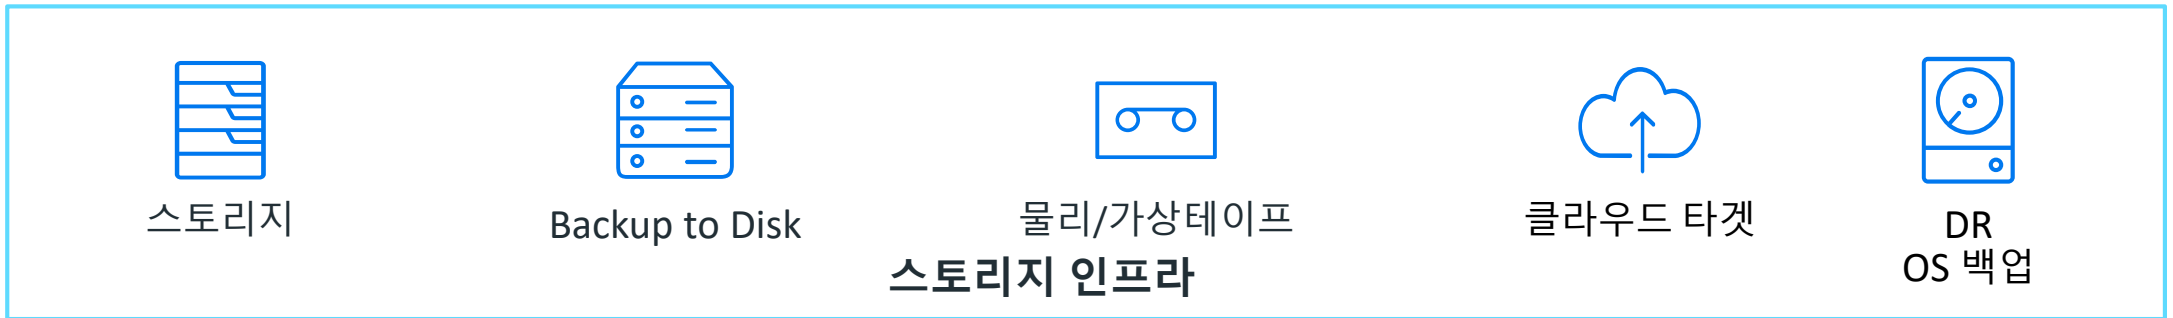 스토리지
Backup to Disk
물리/가상테이프
클라우드 타겟
DR
OS 백업
스토리지 인프라